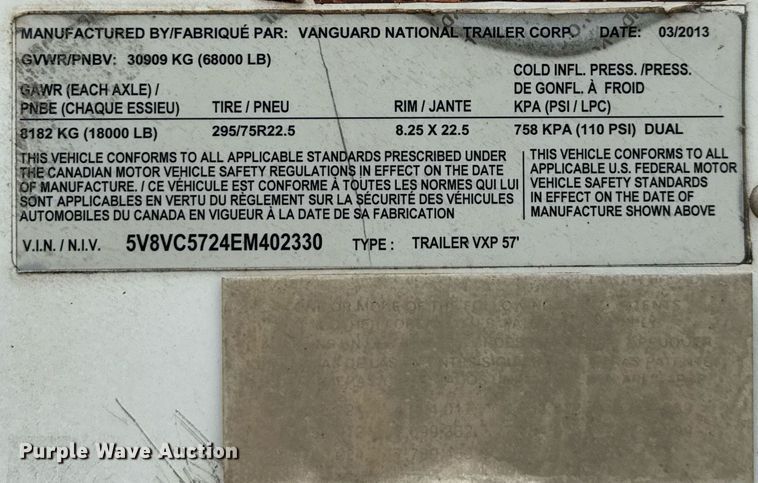 MANUFACTURED BY/FABRIQUÉ PAR: VANGUARD NATIONAL TRAILER CORP. DATE: 03/2013
GVWR/PNBV: 30909 KG (68000 LB)
GAWR (EACH AXLE) /
PNBE (CHAQUE ESSIEU) TIRE / PNEU RIM / JANTE
COLD INFL. PRESS. /PRESS.
DE GONFL. À FROID
KPA (PSI / LPC)
8182 KG (18000 LB) 295/75R22.5 8.25 X 22.5 758 KPA (110 PSI) DUAL
THIS VEHICLE CONFORMS TO ALL APPLICABLE STANDARDS PRESCRIBED UNDER
THE CANADIAN MOTOR VEHICLE SAFETY REGULATIONS IN EFFECT ON THE DATE
OF MANUFACTURE. / CE VÉHICULE EST CONFORME À TOUTES LES NORMES QUI LUI
SONT APPLICABLES EN VERTU DU RÈGLEMENT SUR LA SÉCURITÉ DES VÉHICULES
AUTOMOBILES DU CANADA EN VIGUEUR À LA DATE DE SA FABRICATION
THIS VEHICLE CONFORMS TO ALL
APPLICABLE U.S. FEDERAL MOTOR
VEHICLE SAFETY STANDARDS
IN EFFECT ON THE DATE OF
MANUFACTURE SHOWN ABOVE
V.I.N. / N.I.V. 5V8VC5724EM402330 TYPE: TRAILER VXP 57'
OR MORE OF THE
Purple Wave Auction